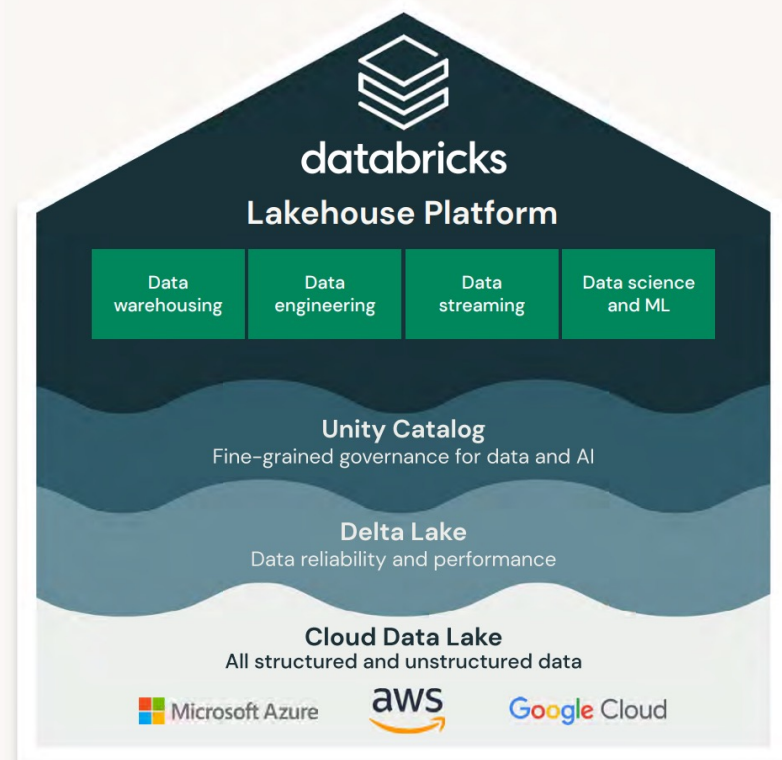 databricks
Lakehouse Platform
Data warehousing
Data engineering
Data streaming
Data science and ML
Unity Catalog
Fine-grained governance for data and AI
Delta Lake
Data reliability and performance
Cloud Data Lake
All structured and unstructured data
Microsoft Azure
aws
Google Cloud